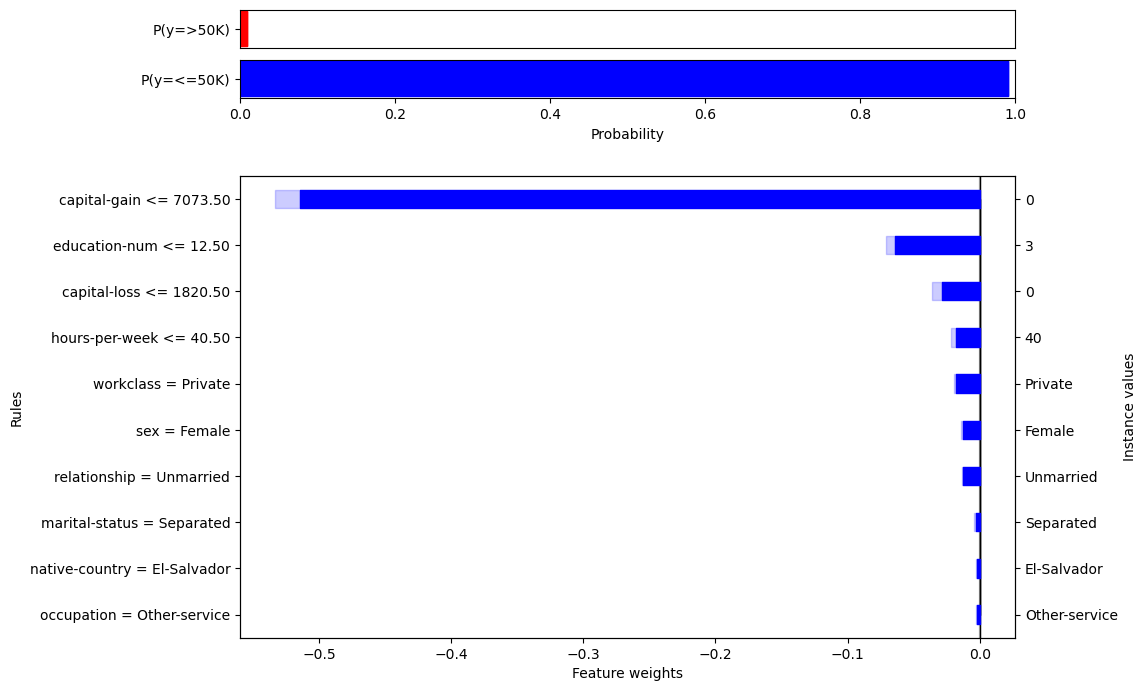 P(y=>50K)
P(y=<=50K)
0.0 0.2 0.4 0.6 0.8 1.0
Probability
capital-gain <= 7073.50 0
education-num <= 12.50 3
capital-loss <= 1820.50 0
hours-per-week <= 40.50 40
workclass = Private Private
sex = Female Female
relationship = Unmarried Unmarried
marital-status = Separated Separated
native-country = El-Salvador El-Salvador
occupation = Other-service Other-service
Rules
Instance values
−0.5 −0.4 −0.3 −0.2 −0.1 0.0
Feature weights